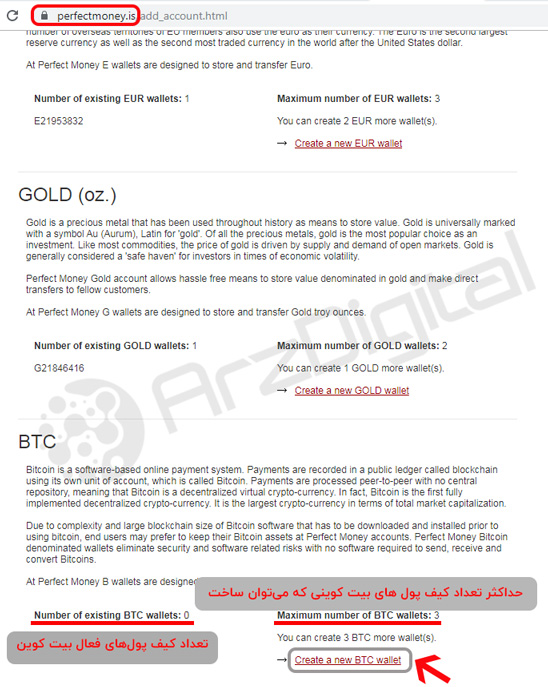 perfectmoney.is/add_account.html
number of overseas territories of EU members also use the euro as their currency. The Euro is the second largest
reserve currency as well as the second most traded currency in the world after the United States dollar.
At Perfect Money E wallets are designed to store and transfer Euro.
Number of existing EUR wallets: 1
Maximum number of EUR wallets: 3
E21953832
You can create 2 EUR more wallet(s).
→ Create a new EUR wallet
GOLD (oz.)
Gold is a precious metal that has been used throughout history as means to store value. Gold is universally marked
with a symbol Au (Aurum), Latin for 'gold'. Of all the precious metals, gold is the most popular choice as an
investment. Like most commodities, the price of gold is driven by supply and demand of open markets. Gold is
generally considered a 'safe haven' for investors in times of economic volatility.
Perfect Money Gold account allows hassle free means to store value denominated in gold and make direct
transfers to fellow customers.
At Perfect Money G wallets are designed to store and transfer Gold troy ounces.
Number of existing GOLD wallets: 1
Maximum number of GOLD wallets: 2
G21846416
You can create 1 GOLD more wallet(s).
→ Create a new GOLD wallet
ArzDigital
BTC
Bitcoin is a software-based online payment system. Payments are recorded in a public ledger called blockchain
using its own unit of account, which is called Bitcoin. Payments are processed peer-to-peer with no central
repository, meaning that Bitcoin is a decentralized virtual crypto-currency. In fact, Bitcoin is the first fully
implemented decentralized crypto-currency. It is the largest crypto-currency in terms of total market capitalization.
Due to complexity and large blockchain size of Bitcoin software that has to be downloaded and installed prior to
using bitcoin, end users may prefer to keep their Bitcoin assets at Perfect Money accounts. Perfect Money Bitcoin
denominated wallets eliminate security and software related risks with no software required to send, receive and
convert Bitcoins.
At Perfect Money B wallets are designed
حداکثر تعداد کیف پول های بیت کوینی که می‌توان ساخت
Number of existing BTC wallets: 0
Maximum number of BTC wallets: 3
تعداد کیف پول‌های فعال بیت کوین
You can create 3 BTC more wallet(s).
→ Create a new BTC wallet